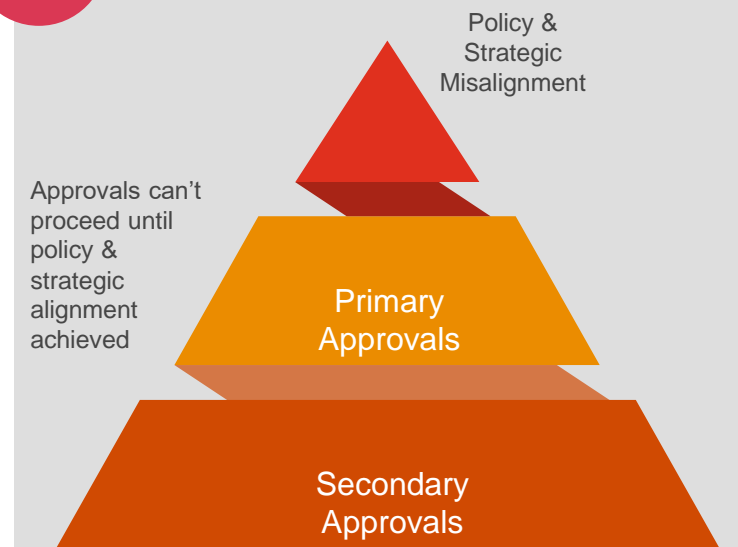 Policy &
Strategic
Misalignment
Approvals can’t
proceed until
policy &
strategic
alignment
achieved
Primary
Approvals
Secondary
Approvals